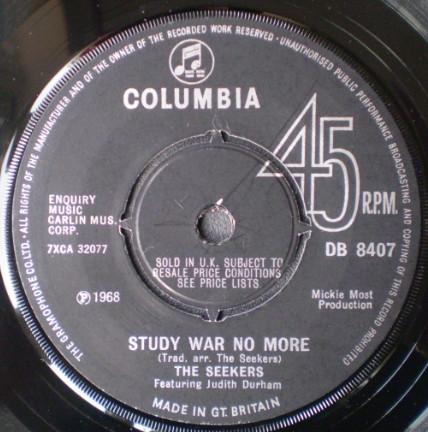 THE GRAMOPHONE CO. LTD. · ALL RIGHTS OF THE MANUFACTURER AND OF THE OWNER OF THE RECORDED WORK RESERVED · UNAUTHORISED PUBLIC PERFORMANCE BROADCASTING AND COPYING OF THIS RECORD PROHIBITED
COLUMBIA
45
R.P.M.
ENQUIRY
MUSIC
CARLIN MUS.
CORP.
7XCA 32077
DB 8407
SOLD IN U.K. SUBJECT TO
RESALE PRICE CONDITIONS
SEE PRICE LISTS
Ⓟ 1968
Mickie Most
Production
STUDY WAR NO MORE
(Trad. arr. The Seekers)
THE SEEKERS
Featuring Judith Durham
MADE IN GT. BRITAIN